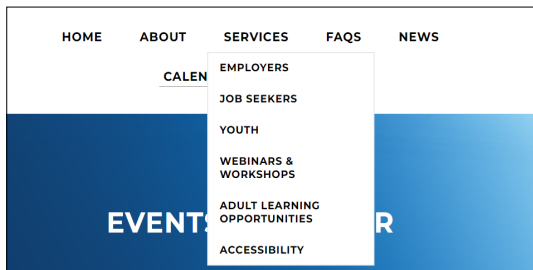 HOME ABOUT SERVICES FAQS NEWS
CALEN
EMPLOYERS
JOB SEEKERS
YOUTH
WEBINARS &
WORKSHOPS
ADULT LEARNING
OPPORTUNITIES
ACCESSIBILITY
EVENTS R